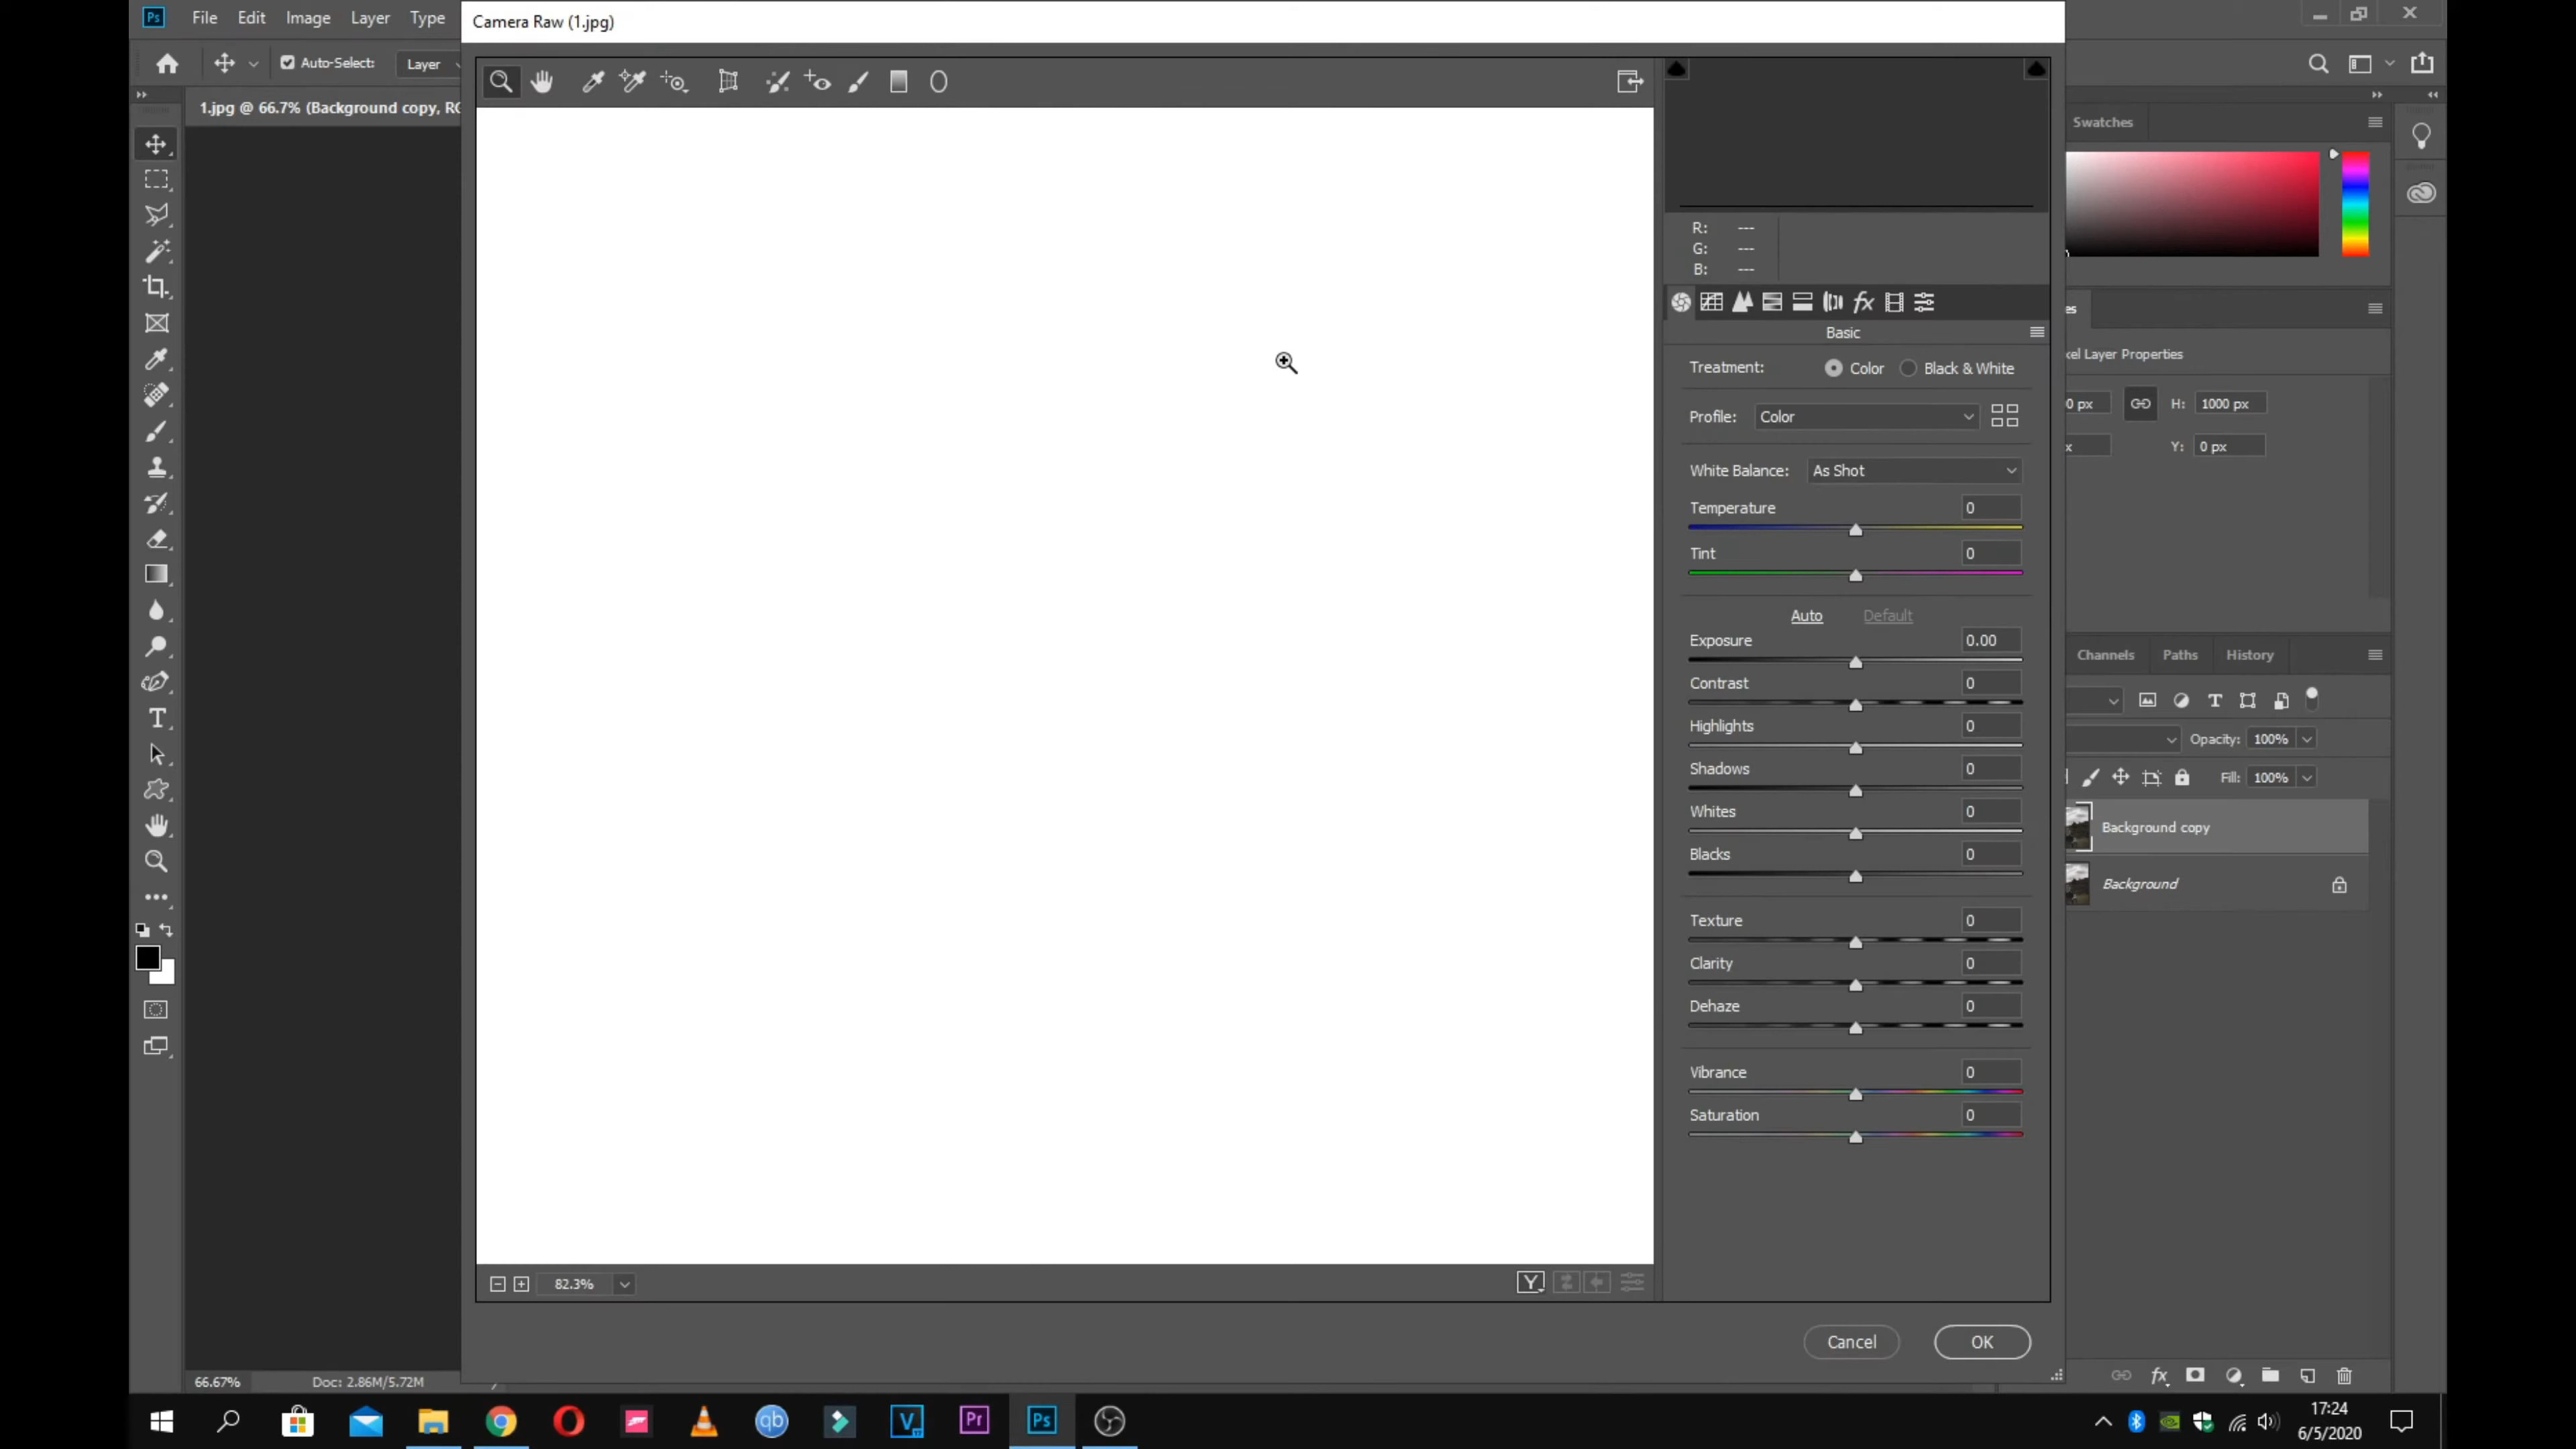 Ps File Edit Image Layer Type
Camera Raw (1.jpg)
Auto-Select: Layer
1.jpg @ 66.7% (Background copy, RG
Swatches
R: ---
G: ---
B: ---
Basic
Treatment: Color Black & White
Profile: Color
White Balance: As Shot
Temperature 0
Tint 0
Auto Default
Exposure 0.00
Contrast 0
Highlights 0
Shadows 0
Whites 0
Blacks 0
Texture 0
Clarity 0
Dehaze 0
Vibrance 0
Saturation 0
es
xel Layer Properties
0 px H: 1000 px
x Y: 0 px
Channels Paths History
Opacity: 100%
Fill: 100%
Background copy
Background
82.3%
Cancel OK
66.67% Doc: 2.86M/5.72M
qb V Pr Ps
17:24
6/5/2020